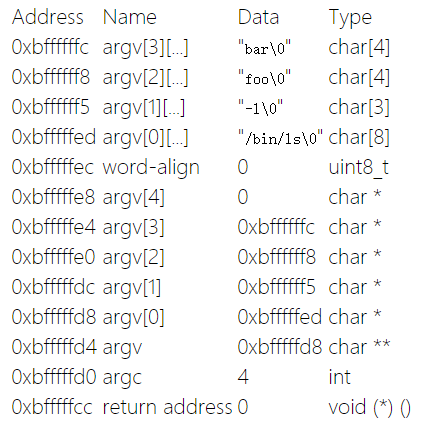 Address Name Data Type
0xbffffffc argv[3][...] "bar\0" char[4]
0xbffffff8 argv[2][...] "foo\0" char[4]
0xbffffff5 argv[1][...] "-1\0" char[3]
0xbfffffed argv[0][...] "/bin/1s\0" char[8]
0xbfffffec word-align 0 uint8_t
0xbfffffe8 argv[4] 0 char *
0xbfffffe4 argv[3] 0xbffffffc char *
0xbfffffe0 argv[2] 0xbffffff8 char *
0xbfffffdc argv[1] 0xbffffff5 char *
0xbfffffd8 argv[0] 0xbfffffed char *
0xbfffffd4 argv 0xbfffffd8 char **
0xbfffffd0 argc 4 int
0xbfffffcc return address 0 void (*) ()